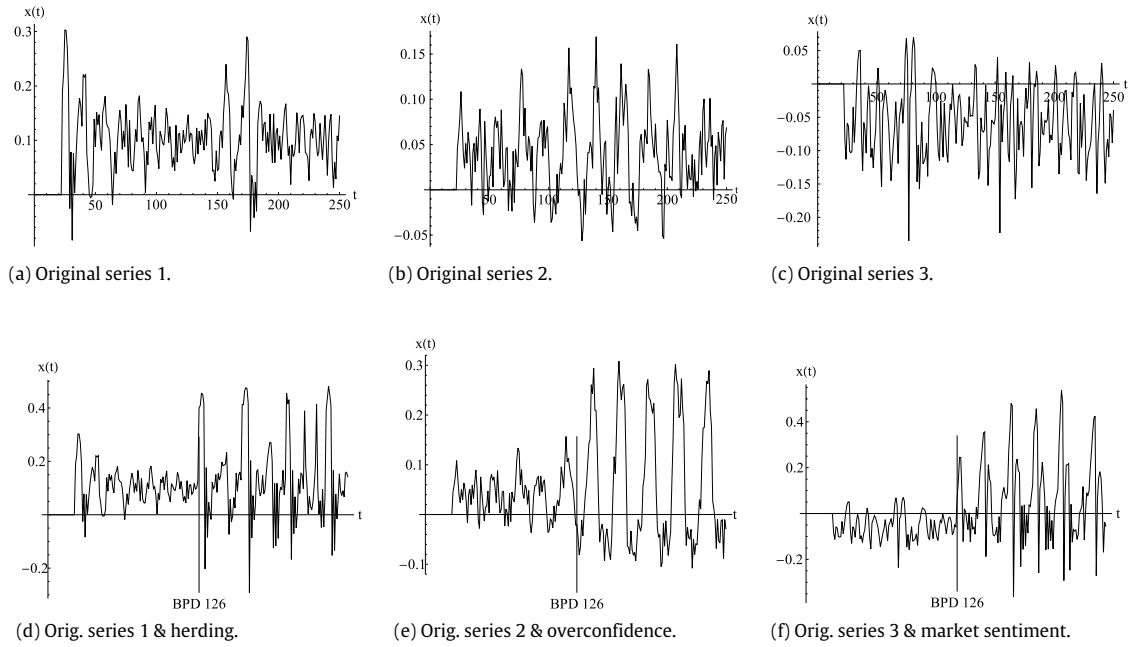 x(t)
0.3
0.2
0.1
50
100
150
200
250
t
(a) Original series 1.
x(t)
0.15
0.10
0.05
−0.05
50
100
150
200
250
t
(b) Original series 2.
x(t)
0.05
−0.05
−0.10
−0.15
−0.20
50
100
150
200
250
t
(c) Original series 3.
x(t)
0.4
0.2
−0.2
t
BPD 126
(d) Orig. series 1 & herding.
x(t)
0.3
0.2
0.1
−0.1
t
BPD 126
(e) Orig. series 2 & overconfidence.
x(t)
0.4
0.2
−0.2
t
BPD 126
(f) Orig. series 3 & market sentiment.